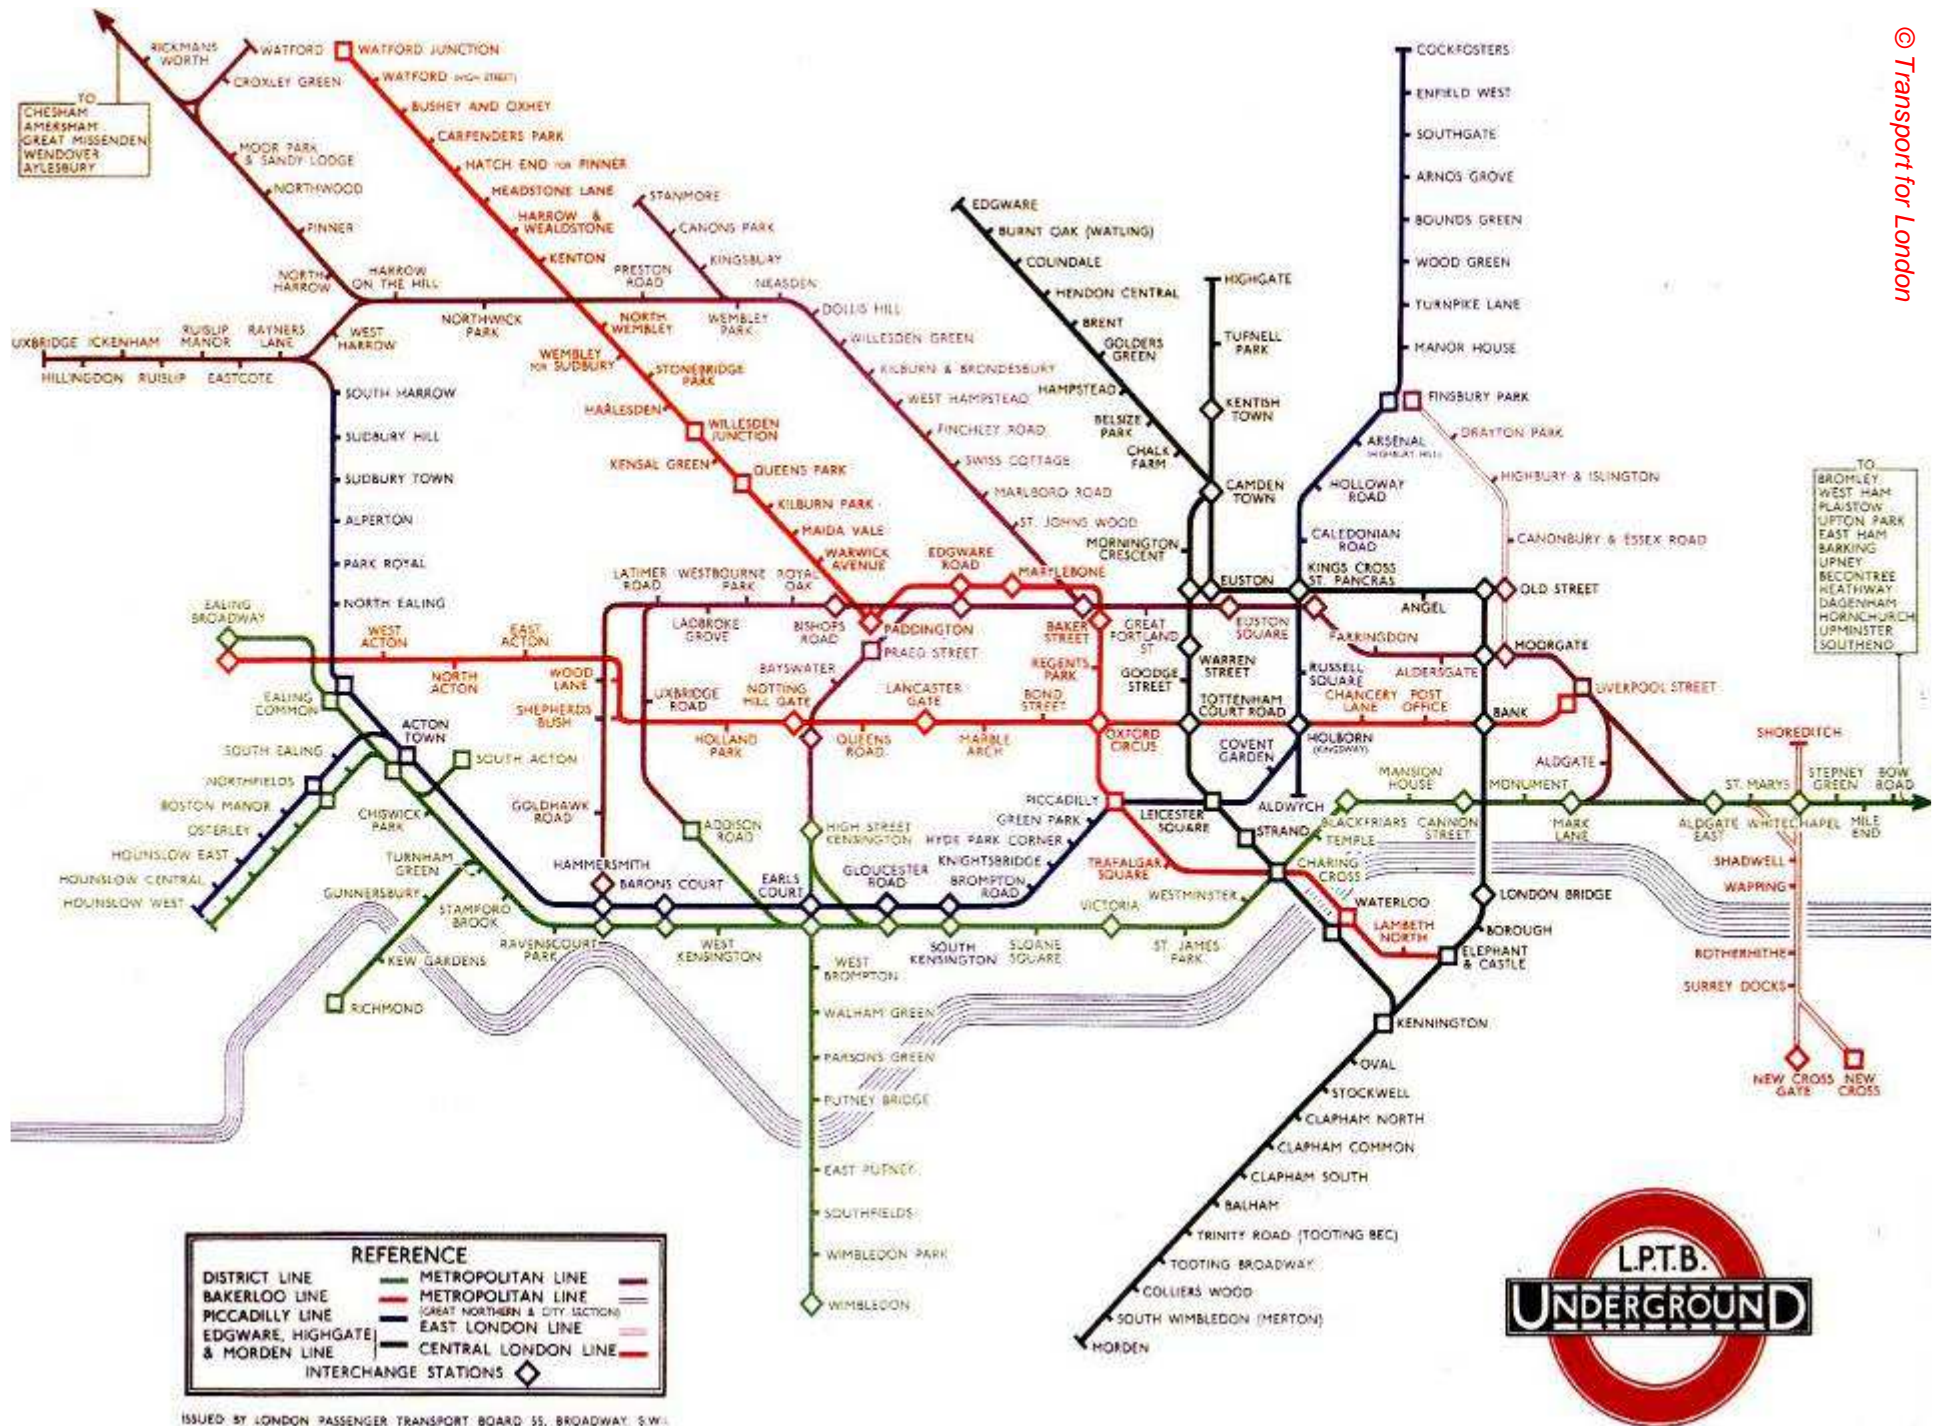 © Transport for London
RICKMANS
WORTH
WATFORD
CROXLEY GREEN
TO
CHESHAM
AMERSHAM
GREAT MISSENDEN
WENDOVER
AYLESBURY
MOOR PARK
& SANDY LODGE
NORTHWOOD
PINNER
NORTH
HARROW
HARROW
ON THE HILL
NORTHWICK
PARK
PRESTON
ROAD
WEMBLEY
PARK
NEASDEN
UXBRIDGE
ICKENHAM
RUISLIP
MANOR
RAYNERS
LANE
WEST
HARROW
HILLINGDON
RUISLIP
EASTCOTE
WATFORD JUNCTION
WATFORD (HIGH STREET)
BUSHEY AND OXHEY
CARPENDERS PARK
HATCH END FOR PINNER
HEADSTONE LANE
HARROW &
WEALDSTONE
KENTON
NORTH
WEMBLEY
WEMBLEY
FOR SUDBURY
STONEBRIDGE
PARK
HARLESDEN
WILLESDEN
JUNCTION
KENSAL GREEN
QUEENS PARK
KILBURN PARK
MAIDA VALE
WARWICK
AVENUE
STANMORE
CANONS PARK
KINGSBURY
DOLLIS HILL
WILLESDEN GREEN
KILBURN & BRONDESBURY
WEST HAMPSTEAD
FINCHLEY ROAD
SWISS COTTAGE
MARLBORO ROAD
ST. JOHNS WOOD
EDGWARE
BURNT OAK (WATLING)
COLINDALE
HENDON CENTRAL
BRENT
GOLDERS
GREEN
HAMPSTEAD
BELSIZE
PARK
CHALK
FARM
HIGHGATE
TUFNELL
PARK
KENTISH
TOWN
CAMDEN
TOWN
MORNINGTON
CRESCENT
COCKFOSTERS
ENFIELD WEST
SOUTHGATE
ARNOS GROVE
BOUNDS GREEN
WOOD GREEN
TURNPIKE LANE
MANOR HOUSE
FINSBURY PARK
DRAYTON PARK
ARSENAL
(HIGHBURY HILL)
HIGHBURY & ISLINGTON
HOLLOWAY
ROAD
CALEDONIAN
ROAD
CANONBURY & ESSEX ROAD
TO
BROMLEY
WEST HAM
PLAISTOW
UPTON PARK
EAST HAM
BARKING
UPNEY
BECONTREE
HEATHWAY
DAGENHAM
HORNCHURCH
UPMINSTER
SOUTHEND
SOUTH HARROW
SUDBURY HILL
SUDBURY TOWN
ALPERTON
PARK ROYAL
NORTH EALING
EALING
BROADWAY
WEST
ACTON
EAST
ACTON
NORTH
ACTON
WOOD
LANE
SHEPHERDS
BUSH
LATIMER
ROAD
WESTBOURNE
PARK
ROYAL
OAK
LADBROKE
GROVE
BISHOPS
ROAD
EDGWARE
ROAD
MARYLEBONE
PADDINGTON
PRAED STREET
BAYSWATER
BAKER
STREET
GREAT
PORTLAND
ST
EUSTON
SQUARE
EUSTON
KINGS CROSS
ST. PANCRAS
ANGEL
OLD STREET
FARRINGDON
ALDERSGATE
MOORGATE
LIVERPOOL STREET
REGENTS
PARK
GOODGE
STREET
WARREN
STREET
RUSSELL
SQUARE
UXBRIDGE
ROAD
NOTTING
HILL GATE
LANCASTER
GATE
BOND
STREET
TOTTENHAM
COURT ROAD
CHANCERY
LANE
POST
OFFICE
BANK
HOLLAND
PARK
QUEENS
ROAD
MARBLE
ARCH
OXFORD
CIRCUS
COVENT
GARDEN
HOLBORN
(KINGSWAY)
ALDWYCH
EALING
COMMON
ACTON
TOWN
SOUTH ACTON
SOUTH EALING
NORTHFIELDS
BOSTON MANOR
OSTERLEY
HOUNSLOW EAST
HOUNSLOW CENTRAL
HOUNSLOW WEST
CHISWICK
PARK
TURNHAM
GREEN
GUNNERSBURY
KEW GARDENS
RICHMOND
STAMFORD
BROOK
RAVENSCOURT
PARK
GOLDHAWK
ROAD
HAMMERSMITH
BARONS COURT
WEST
KENSINGTON
ADDISON
ROAD
EARLS
COURT
HIGH STREET
KENSINGTON
GLOUCESTER
ROAD
SOUTH
KENSINGTON
BROMPTON
ROAD
KNIGHTSBRIDGE
HYDE PARK CORNER
GREEN PARK
PICCADILLY
LEICESTER
SQUARE
STRAND
TRAFALGAR
SQUARE
SLOANE
SQUARE
VICTORIA
ST. JAMES
PARK
WESTMINSTER
CHARING
CROSS
TEMPLE
BLACKFRIARS
MANSION
HOUSE
CANNON
STREET
MONUMENT
MARK
LANE
ALDGATE
ALDGATE
EAST
ST. MARYS
WHITECHAPEL
STEPNEY
GREEN
MILE
END
BOW
ROAD
SHOREDITCH
SHADWELL
WAPPING
ROTHERHITHE
SURREY DOCKS
NEW CROSS
GATE
NEW
CROSS
WATERLOO
LAMBETH
NORTH
LONDON BRIDGE
BOROUGH
ELEPHANT
& CASTLE
KENNINGTON
OVAL
STOCKWELL
CLAPHAM NORTH
CLAPHAM COMMON
CLAPHAM SOUTH
BALHAM
TRINITY ROAD (TOOTING BEC)
TOOTING BROADWAY
COLLIERS WOOD
SOUTH WIMBLEDON (MERTON)
MORDEN
WEST
BROMPTON
WALHAM GREEN
PARSONS GREEN
PUTNEY BRIDGE
EAST PUTNEY
SOUTHFIELDS
WIMBLEDON PARK
WIMBLEDON
REFERENCE
DISTRICT LINE
BAKERLOO LINE
PICCADILLY LINE
EDGWARE, HIGHGATE
& MORDEN LINE
METROPOLITAN LINE
METROPOLITAN LINE
(GREAT NORTHERN & CITY SECTION)
EAST LONDON LINE
CENTRAL LONDON LINE
INTERCHANGE STATIONS
ISSUED BY LONDON PASSENGER TRANSPORT BOARD 55, BROADWAY, S.W.1.
L.P.T.B.
UNDERGROUND